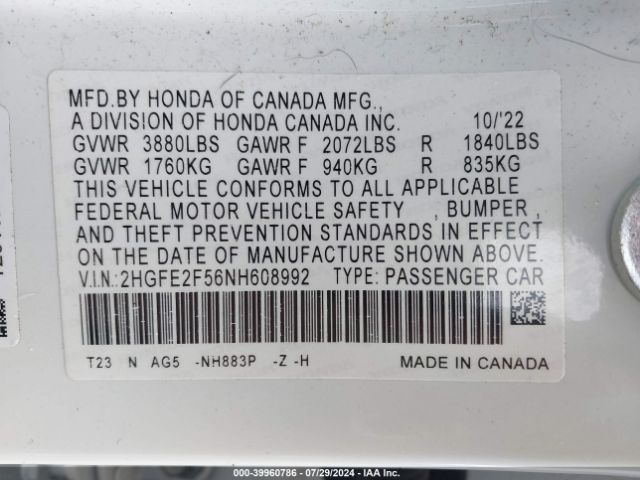 MFD.BY HONDA OF CANADA MFG.,
A DIVISION OF HONDA CANADA INC. 10/'22
GVWR 3880LBS GAWR F 2072LBS R 1840LBS
GVWR 1760KG GAWR F 940KG R 835KG
THIS VEHICLE CONFORMS TO ALL APPLICABLE
FEDERAL MOTOR VEHICLE SAFETY , BUMPER ,
AND THEFT PREVENTION STANDARDS IN EFFECT
ON THE DATE OF MANUFACTURE SHOWN ABOVE.
V.I.N.:2HGFE2F56NH608992 TYPE: PASSENGER CAR
T23 N AG5 -NH883P -Z -H MADE IN CANADA
COPART: 000-39960786 / 07/29/2024 - IAA Inc.